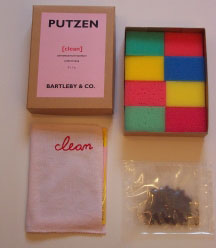 PUTZEN
[clean]
BARTLEBY & CO.
clean